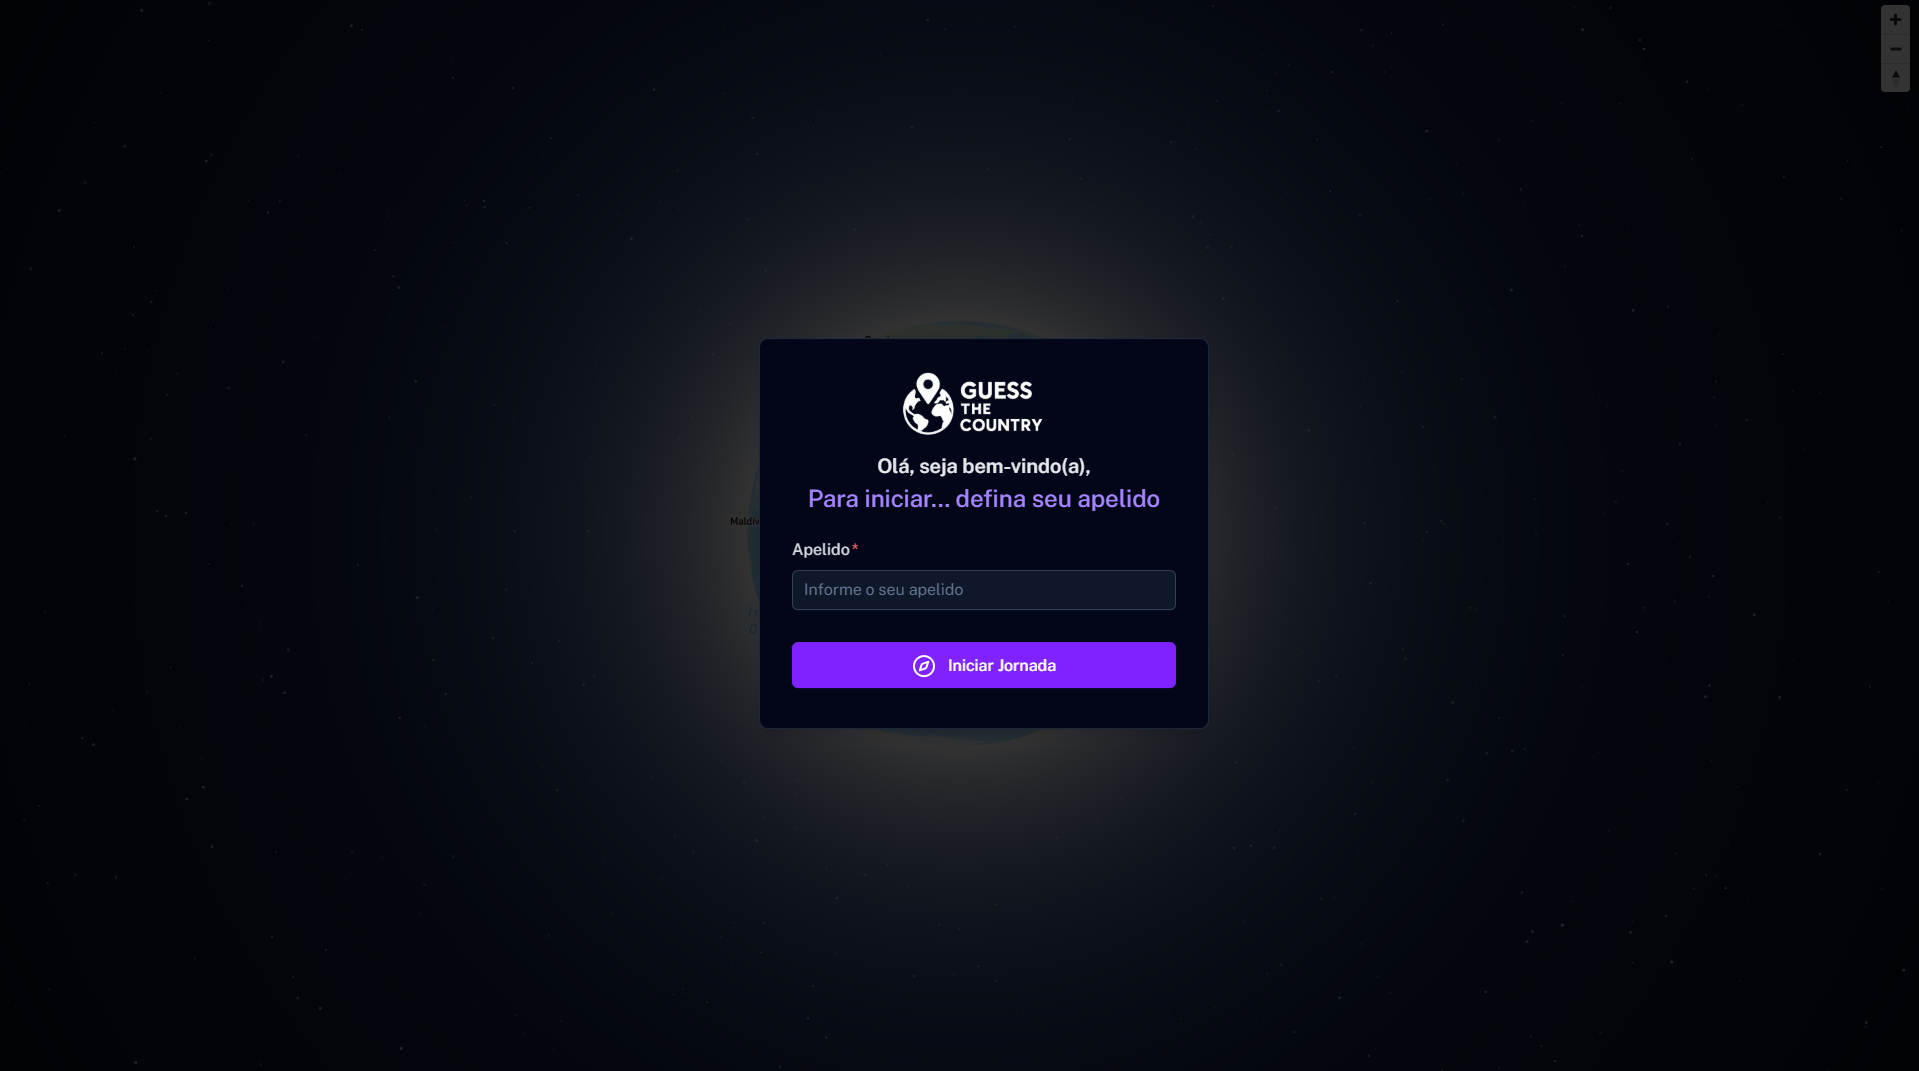 GUESS
THE
COUNTRY
Olá, seja bem-vindo(a),
Para iniciar... defina seu apelido
Apelido*
Informe o seu apelido
Iniciar Jornada